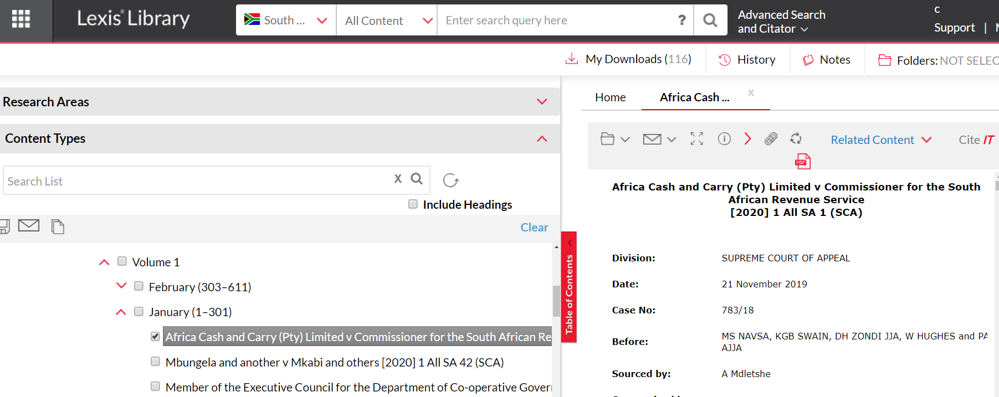 Lexis® Library
South ...
All Content
Enter search query here
?
Advanced Search
and Citator
c
Support |
My Downloads (116)
History
Notes
Folders: NOT SELEC
Research Areas
Content Types
Search List
X
Include Headings
Clear
Volume 1
February (303–611)
January (1–301)
Africa Cash and Carry (Pty) Limited v Commissioner for the South African Re
Mbungela and another v Mkabi and others [2020] 1 All SA 42 (SCA)
Member of the Executive Council for the Department of Co-operative Gover
Table of Contents
Home
Africa Cash ...
x
Related Content
Cite IT
PDF
Africa Cash and Carry (Pty) Limited v Commissioner for the South
African Revenue Service
[2020] 1 All SA 1 (SCA)
Division:
SUPREME COURT OF APPEAL
Date:
21 November 2019
Case No:
783/18
Before:
MS NAVSA, KGB SWAIN, DH ZONDI JJA, W HUGHES and PA
AJJA
Sourced by:
A Mdletshe